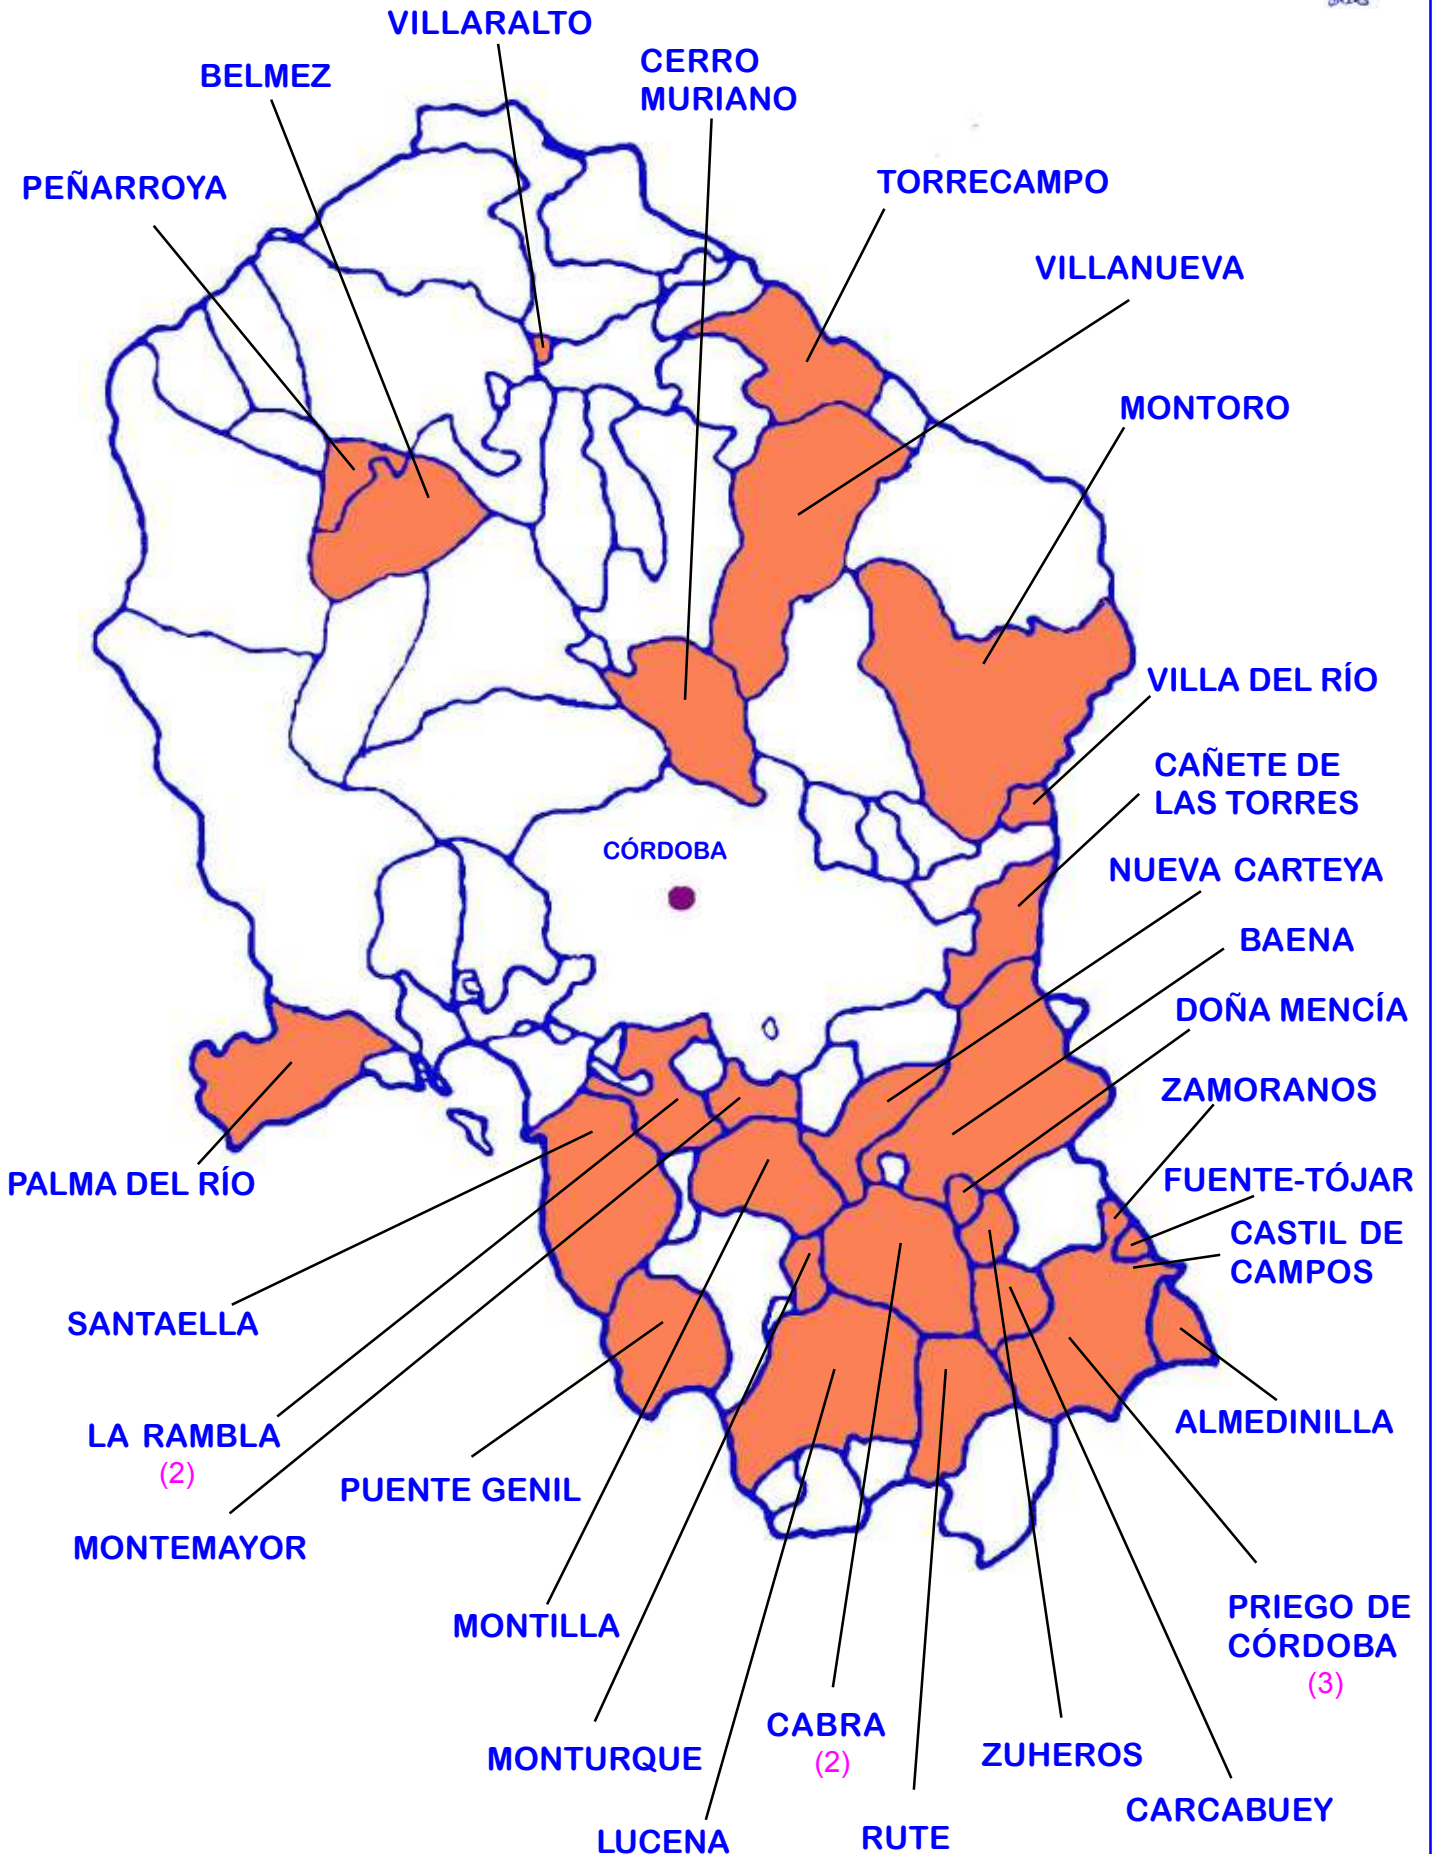 VILLARALTO
BELMEZ
CERRO
MURIANO
PEÑARROYA
TORRECAMPO
VILLANUEVA
MONTORO
VILLA DEL RÍO
CAÑETE DE
LAS TORRES
CÓRDOBA
NUEVA CARTEYA
BAENA
DOÑA MENCÍA
ZAMORANOS
PALMA DEL RÍO
FUENTE-TÓJAR
CASTIL DE
CAMPOS
SANTAELLA
ALMEDINILLA
LA RAMBLA
(2)
PUENTE GENIL
MONTEMAYOR
PRIEGO DE
CÓRDOBA
(3)
MONTILLA
CABRA
(2)
MONTURQUE
ZUHEROS
CARCABUEY
LUCENA
RUTE